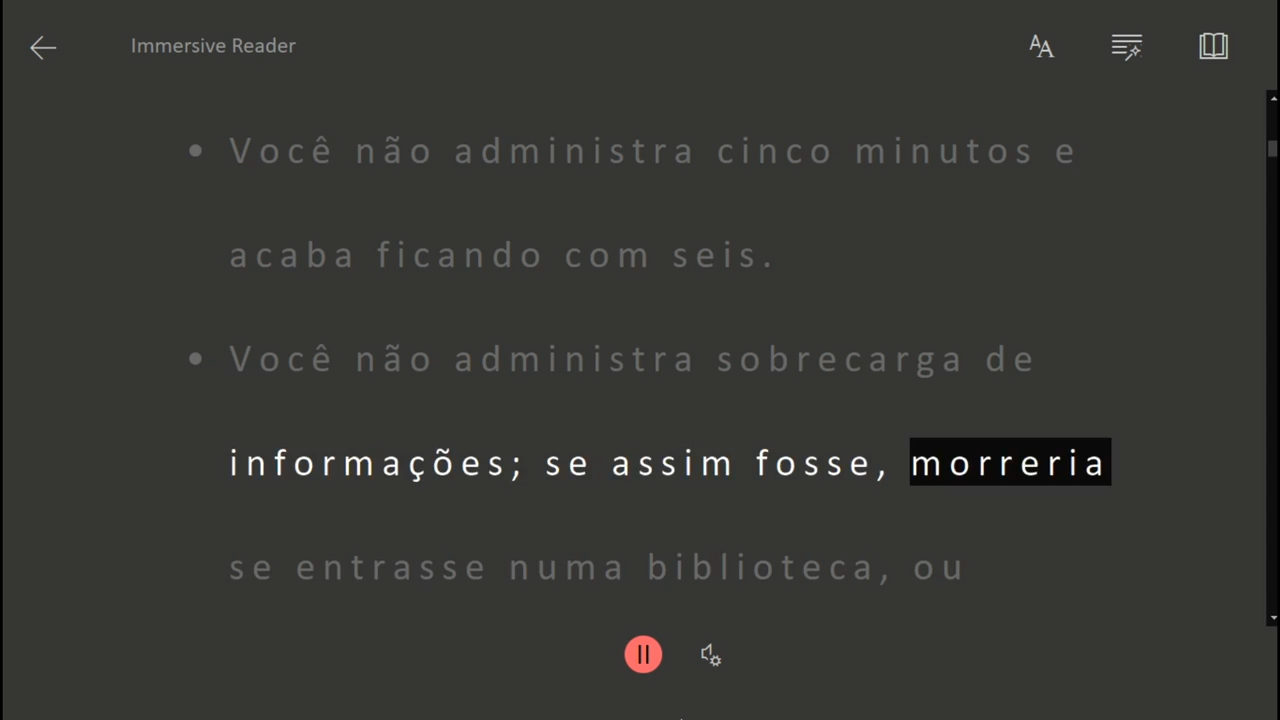 Immersive Reader
• Você não administra cinco minutos e
acaba ficando com seis.
• Você não administra sobrecarga de
informações; se assim fosse, morreria
se entrasse numa biblioteca, ou